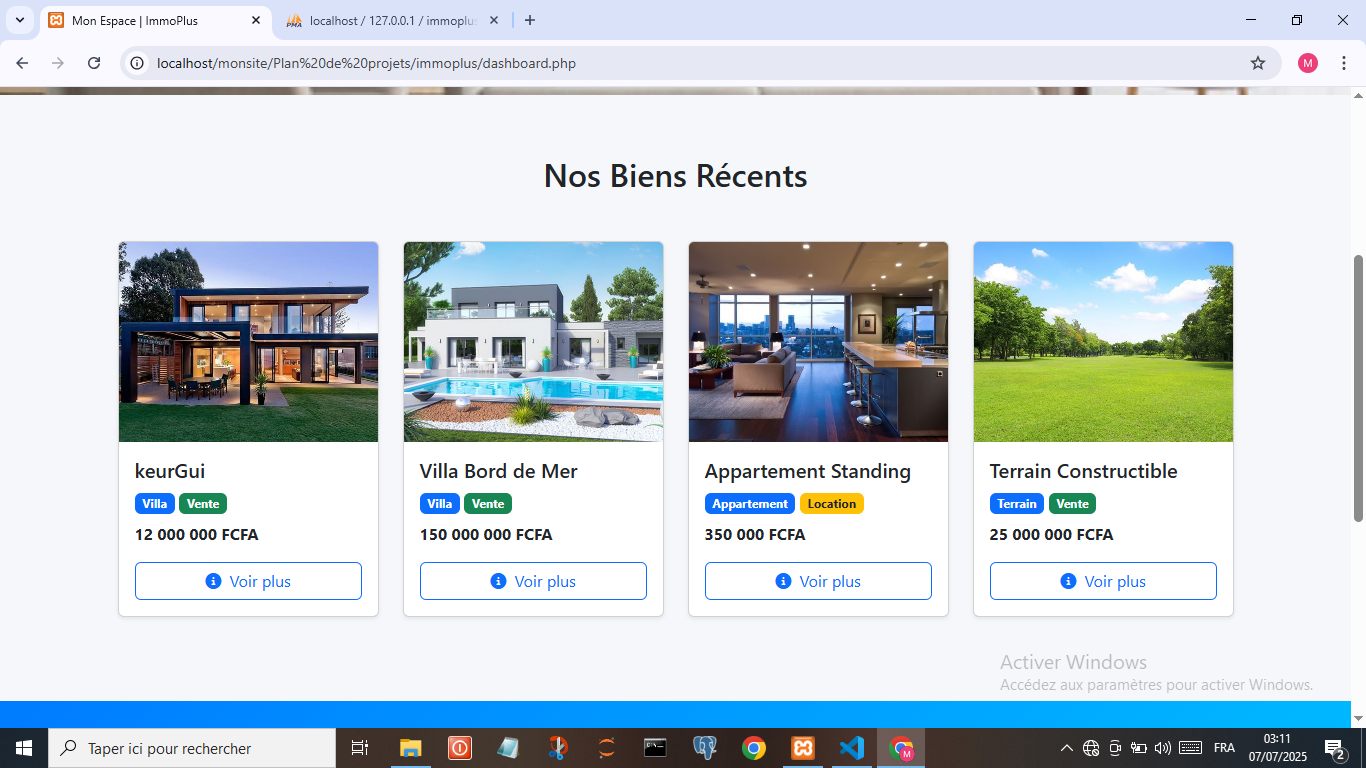 Mon Espace | ImmoPlus
localhost / 127.0.0.1 / immoplus
localhost/monsite/Plan%20de%20projets/immoplus/dashboard.php
M
Nos Biens Récents
keurGui
Villa Vente
12 000 000 FCFA
Voir plus
Villa Bord de Mer
Villa Vente
150 000 000 FCFA
Voir plus
Appartement Standing
Appartement Location
350 000 FCFA
Voir plus
Terrain Constructible
Terrain Vente
25 000 000 FCFA
Voir plus
Activer Windows
Accédez aux paramètres pour activer Windows.
Taper ici pour rechercher
M
FRA
03:11
07/07/2025
2